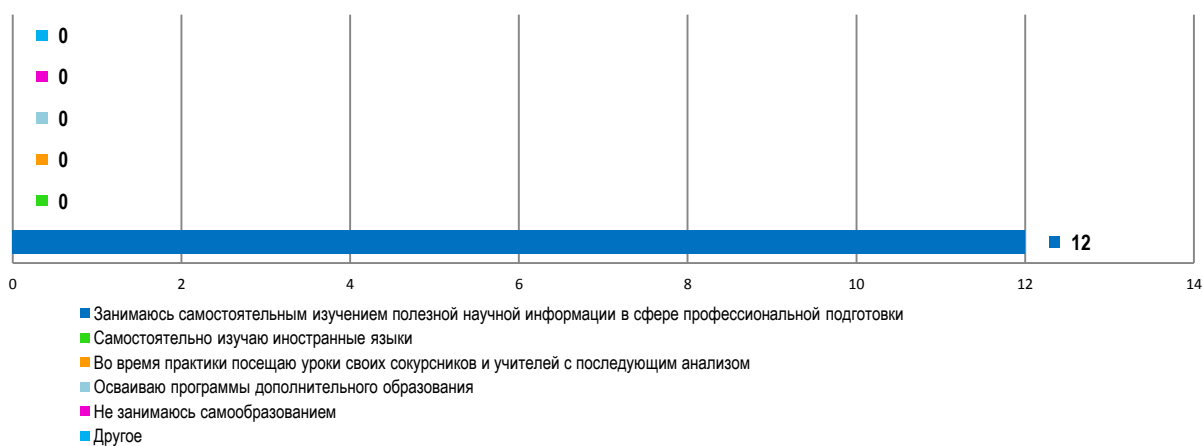 0
0
0
0
0
12
0 2 4 6 8 10 12 14
Занимаюсь самостоятельным изучением полезной научной информации в сфере профессиональной подготовки
Самостоятельно изучаю иностранные языки
Во время практики посещаю уроки своих сокурсников и учителей с последующим анализом
Осваиваю программы дополнительного образования
Не занимаюсь самообразованием
Другое